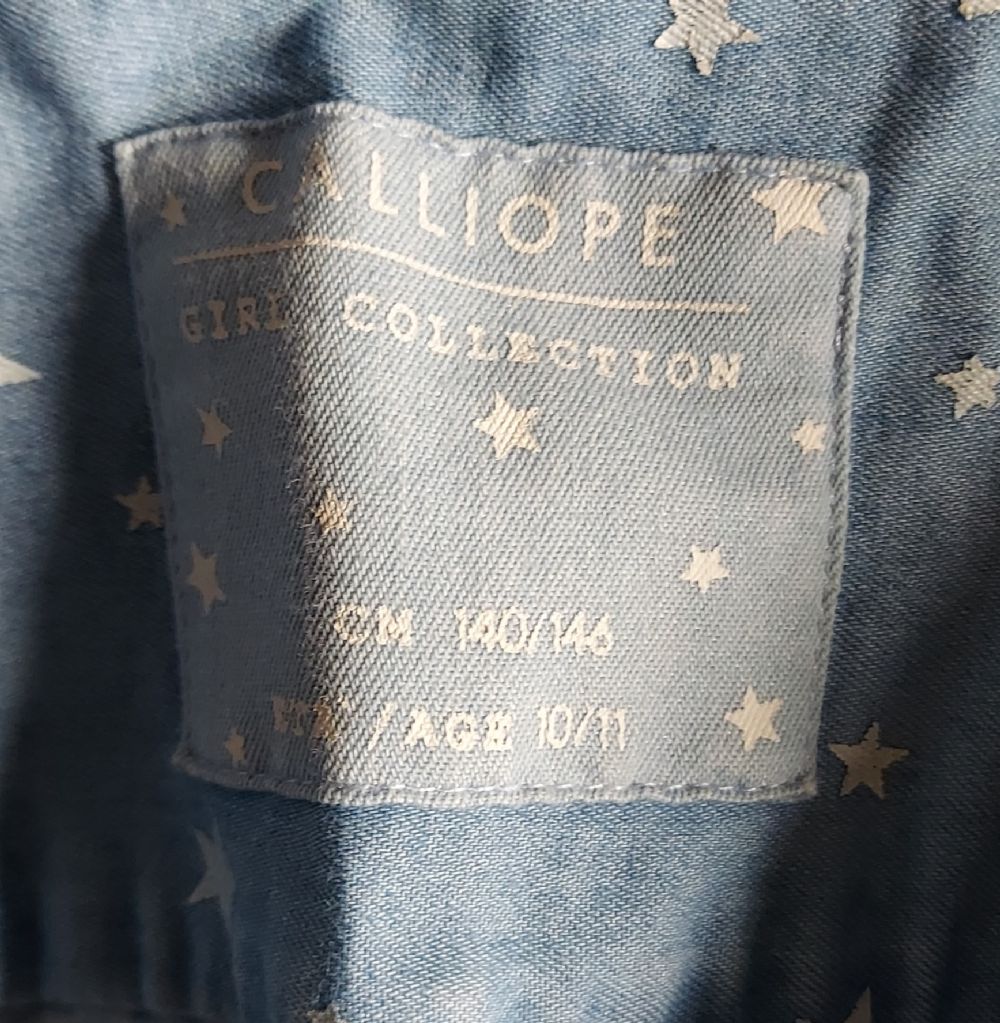 CALLIOPE
GIRL COLLECTION
CM 140/146
/AGE 10/11